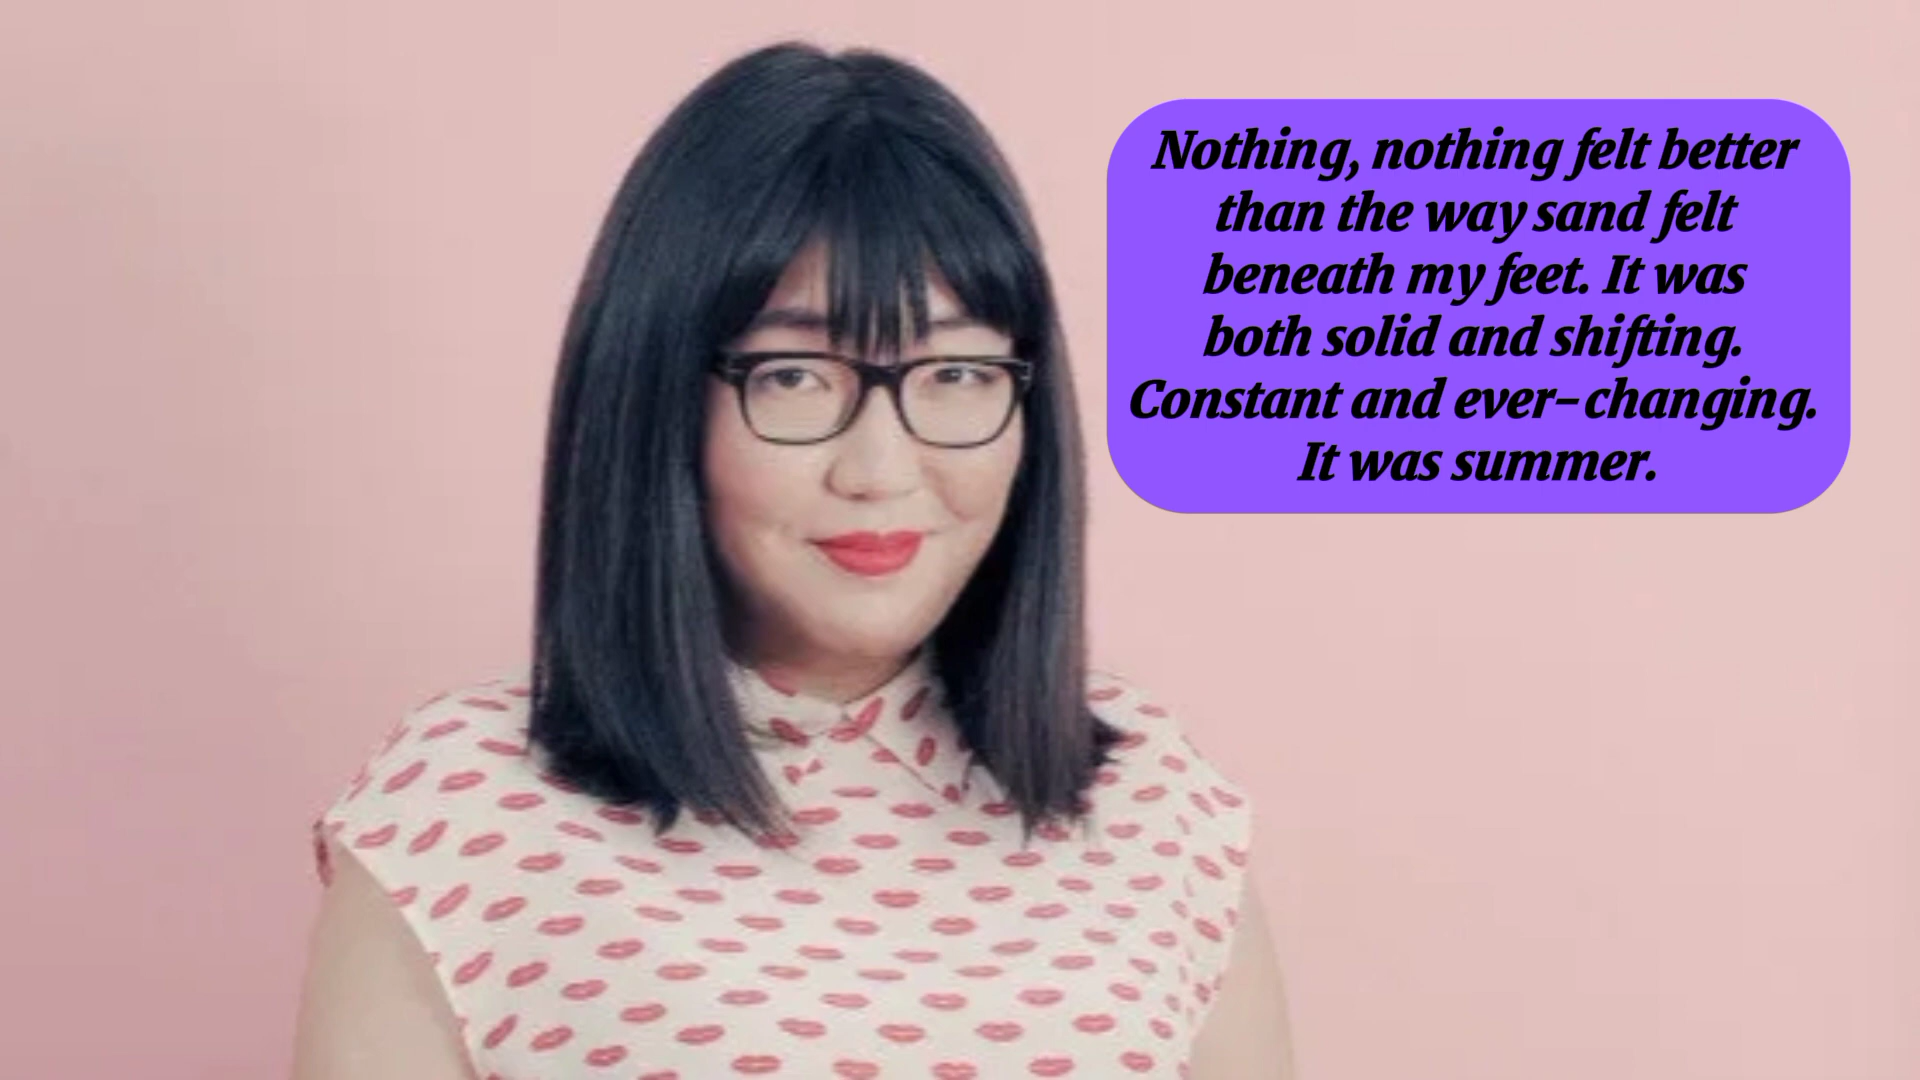 Nothing, nothing felt better
than the way sand felt
beneath my feet. It was
both solid and shifting.
Constant and ever-changing.
It was summer.